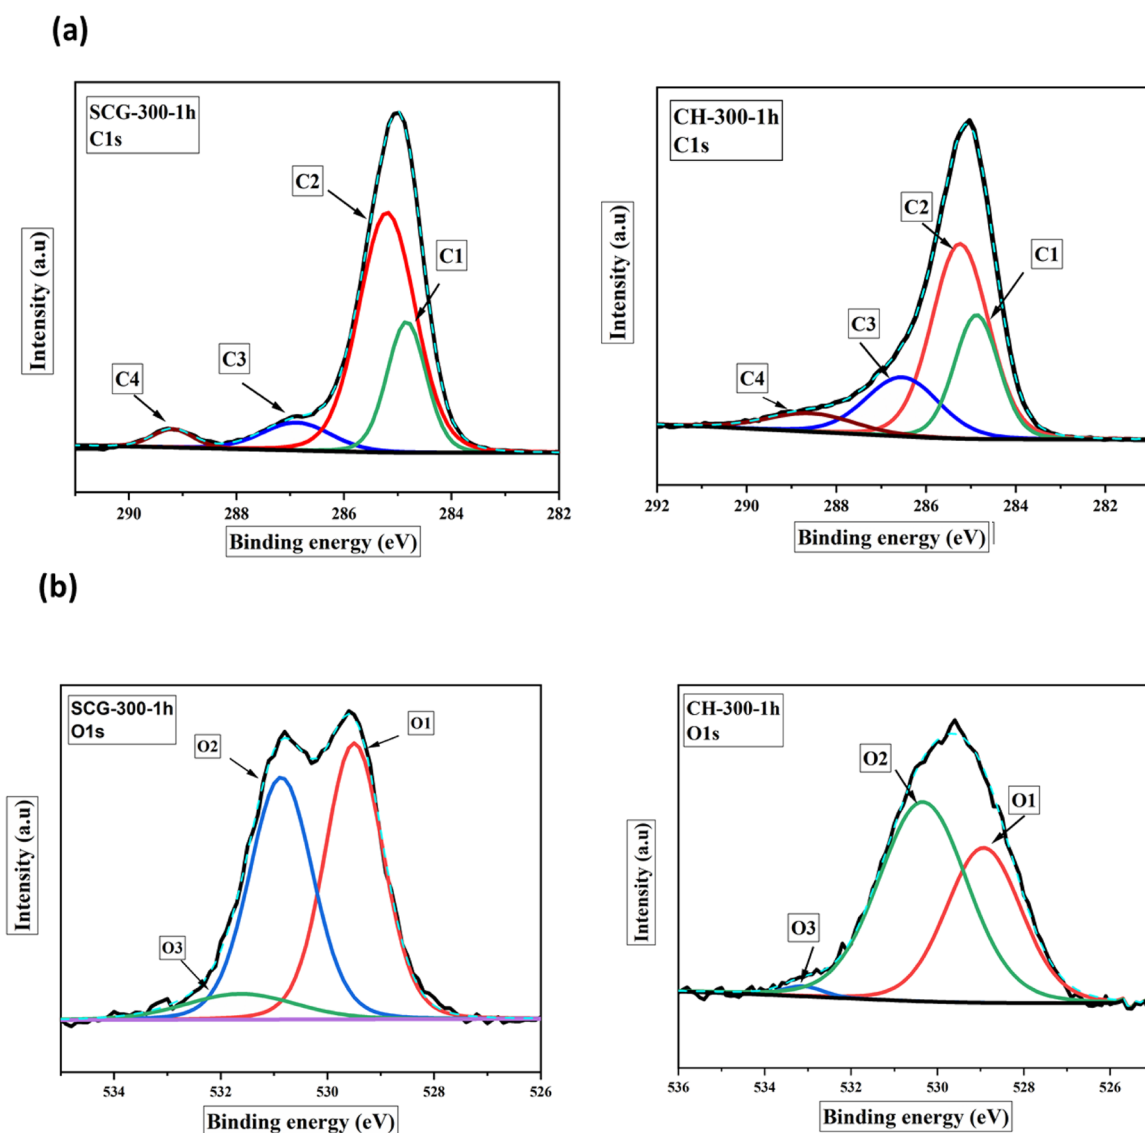 (a)
SCG-300-1h
C1s
C2
C1
C3
C4
Intensity (a.u)
290 288 286 284 282
Binding energy (eV)
CH-300-1h
C1s
C2
C1
C3
C4
Intensity (a.u)
292 290 288 286 284 282
Binding energy (eV)
(b)
SCG-300-1h
O1s
O1
O2
O3
Intensity (a.u)
534 532 530 528 526
Binding energy (eV)
CH-300-1h
O1s
O2
O1
O3
Intensity (a.u)
536 534 532 530 528 526
Binding energy (eV)